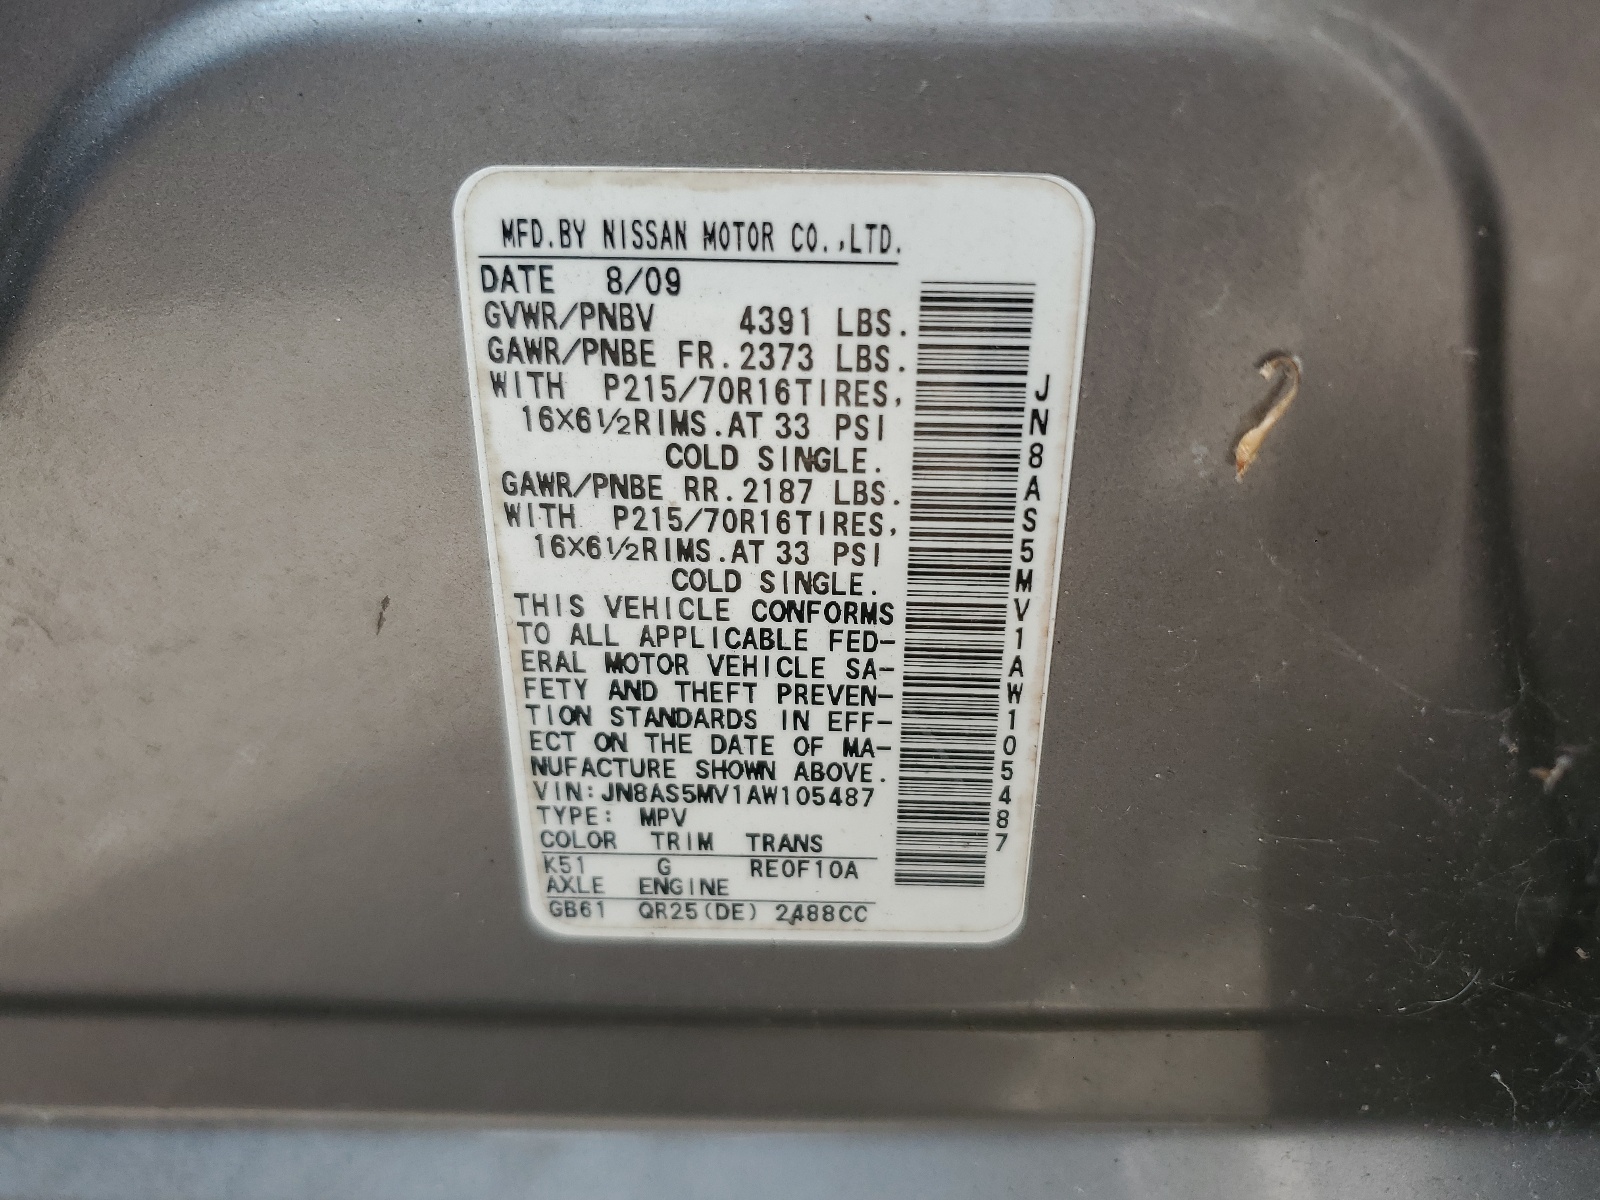 MFD.BY NISSAN MOTOR CO.,LTD.
DATE 8/09
GVWR/PNBV 4391 LBS.
GAWR/PNBE FR.2373 LBS.
WITH P215/70R16TIRES,
16X6½RIMS.AT 33 PSI
COLD SINGLE.
GAWR/PNBE RR.2187 LBS.
WITH P215/70R16TIRES,
16X6½RIMS.AT 33 PSI
COLD SINGLE.
THIS VEHICLE CONFORMS
TO ALL APPLICABLE FED-
ERAL MOTOR VEHICLE SA-
FETY AND THEFT PREVEN-
TION STANDARDS IN EFF-
ECT ON THE DATE OF MA-
NUFACTURE SHOWN ABOVE.
VIN:JN8AS5MV1AW105487
TYPE: MPV
COLOR TRIM TRANS
K51 G RE0F10A
AXLE ENGINE
GB61 QR25(DE) 2488CC
JN8AS5MV1AW105487